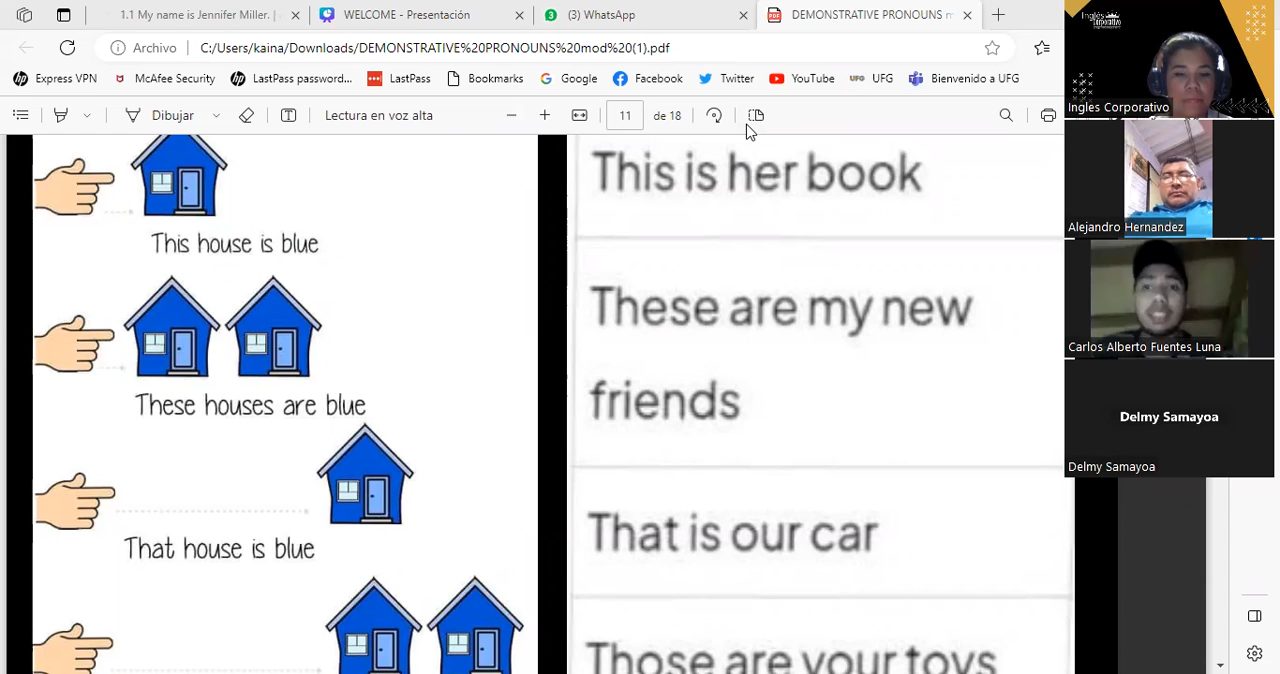 1.1 My name is Jennifer Miller. |
WELCOME - Presentación
(3) WhatsApp
DEMONSTRATIVE PRONOUNS
Archivo
C:/Users/kaina/Downloads/DEMONSTRATIVE%20PRONOUNS%20mod%20(1).pdf
Express VPN
McAfee Security
LastPass password...
LastPass
Bookmarks
Google
Facebook
Twitter
YouTube
UFG
Bienvenido a UFG
Dibujar
Lectura en voz alta
11
de 18
This house is blue
These houses are blue
That house is blue
This is her book
These are my new
friends
That is our car
Those are your toys
Inglés
Corporativo
Ingles Corporativo
Alejandro Hernandez
Carlos Alberto Fuentes Luna
Delmy Samayoa
Delmy Samayoa